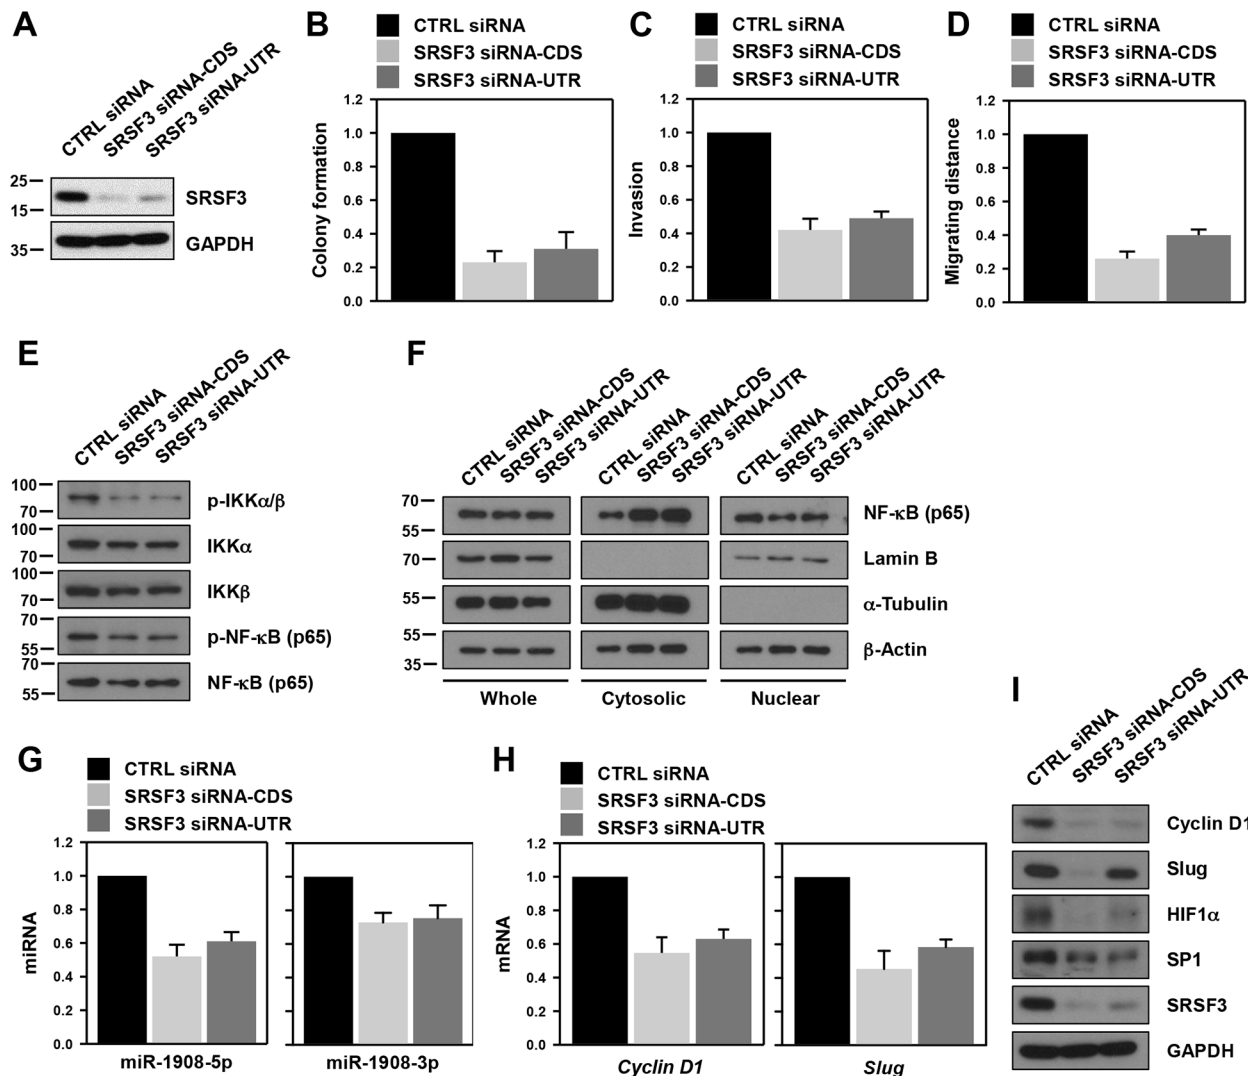 A
CTRL siRNA
SRSF3 siRNA-CDS
SRSF3 siRNA-UTR
25
15
35
SRSF3
GAPDH
B
CTRL siRNA
SRSF3 siRNA-CDS
SRSF3 siRNA-UTR
Colony formation
1.2
1.0
0.8
0.6
0.4
0.2
0.0
C
CTRL siRNA
SRSF3 siRNA-CDS
SRSF3 siRNA-UTR
Invasion
1.2
1.0
0.8
0.6
0.4
0.2
0.0
D
CTRL siRNA
SRSF3 siRNA-CDS
SRSF3 siRNA-UTR
Migrating distance
1.2
1.0
0.8
0.6
0.4
0.2
0.0
E
CTRL siRNA
SRSF3 siRNA-CDS
SRSF3 siRNA-UTR
100
70
p-IKKα/β
100
70
IKKα
100
70
IKKβ
70
55
p-NF-κB (p65)
70
55
NF-κB (p65)
F
CTRL siRNA
SRSF3 siRNA-CDS
SRSF3 siRNA-UTR
CTRL siRNA
SRSF3 siRNA-CDS
SRSF3 siRNA-UTR
CTRL siRNA
SRSF3 siRNA-CDS
SRSF3 siRNA-UTR
70
55
NF-κB (p65)
70
Lamin B
55
α-Tubulin
55
35
β-Actin
Whole
Cytosolic
Nuclear
G
CTRL siRNA
SRSF3 siRNA-CDS
SRSF3 siRNA-UTR
miRNA
1.2
1.0
0.8
0.6
0.4
0.2
0.0
miR-1908-5p
miR-1908-3p
H
CTRL siRNA
SRSF3 siRNA-CDS
SRSF3 siRNA-UTR
mRNA
1.2
1.0
0.8
0.6
0.4
0.2
0.0
Cyclin D1
Slug
I
CTRL siRNA
SRSF3 siRNA-CDS
SRSF3 siRNA-UTR
Cyclin D1
Slug
HIF1α
SP1
SRSF3
GAPDH